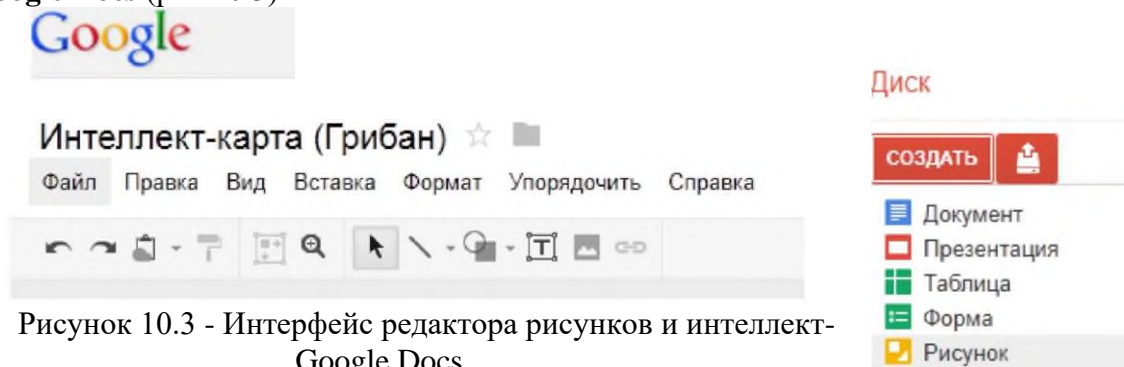 Google
Интеллект-карта (Грибан)
Файл Правка Вид Вставка Формат Упорядочить Справка
T
Рисунок 10.3 - Интерфейс редактора рисунков и интеллект-
Google Docs
Диск
СОЗДАТЬ
Документ
Презентация
Таблица
Форма
Рисунок